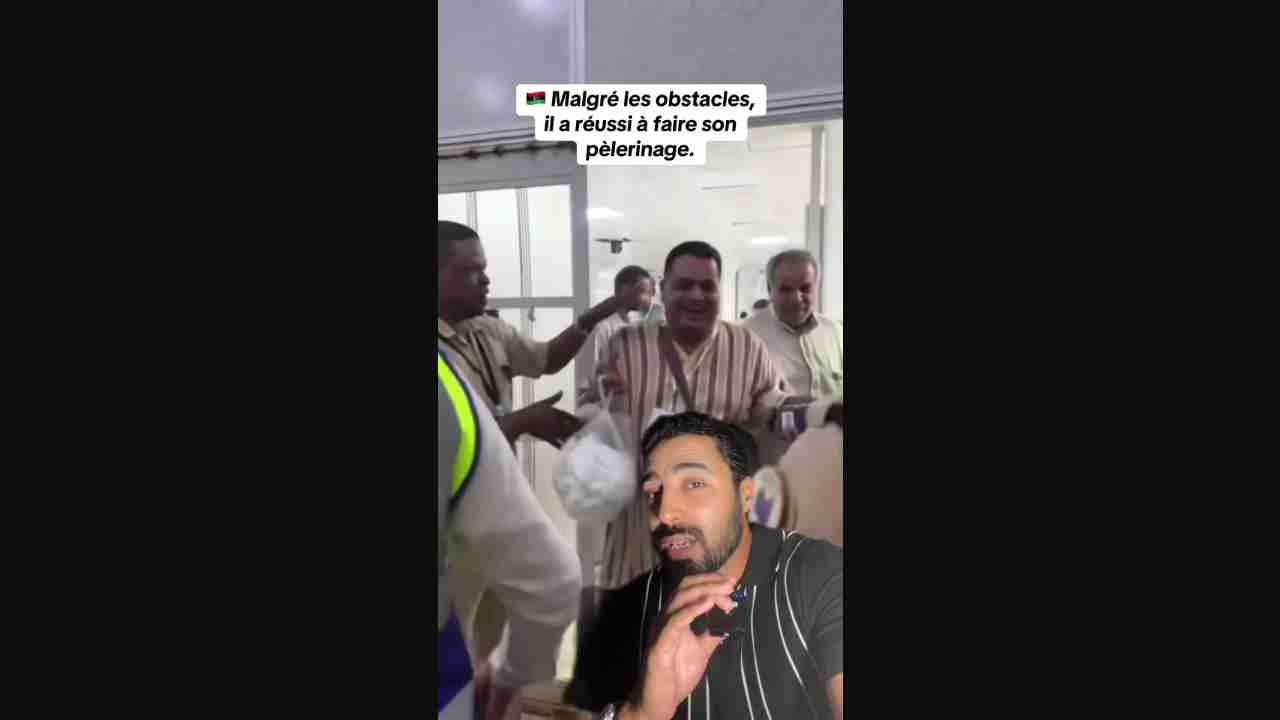 🇱🇾 Malgré les obstacles,
il a réussi à faire son
pèlerinage.